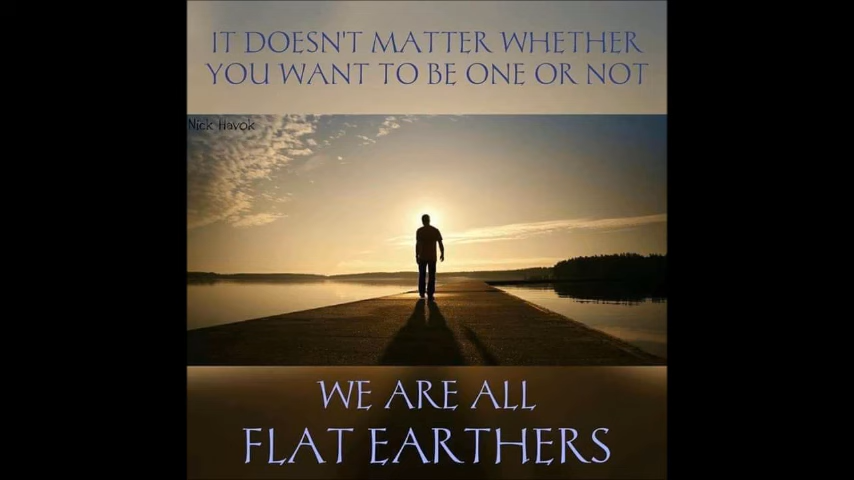 IT DOESN'T MATTER WHETHER
YOU WANT TO BE ONE OR NOT
Nick Havok
WE ARE ALL
FLAT EARTHERS